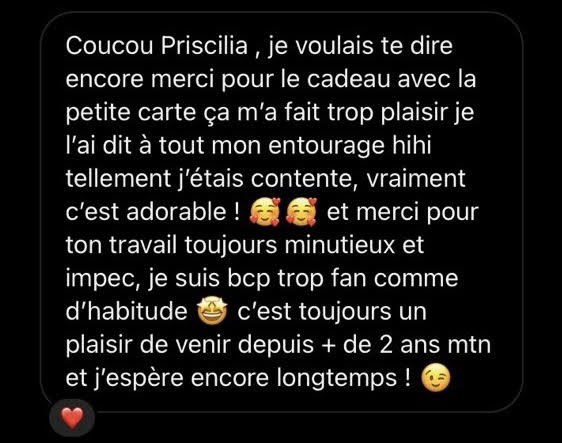 Coucou Priscilia , je voulais te dire
encore merci pour le cadeau avec la
petite carte ça m’a fait trop plaisir je
l’ai dit à tout mon entourage hihi
tellement j’étais contente, vraiment
c’est adorable ! 🥰 🥰 et merci pour
ton travail toujours minutieux et
impec, je suis bcp trop fan comme
d’habitude 🤩 c’est toujours un
plaisir de venir depuis + de 2 ans mtn
et j’espère encore longtemps ! 😉
❤️